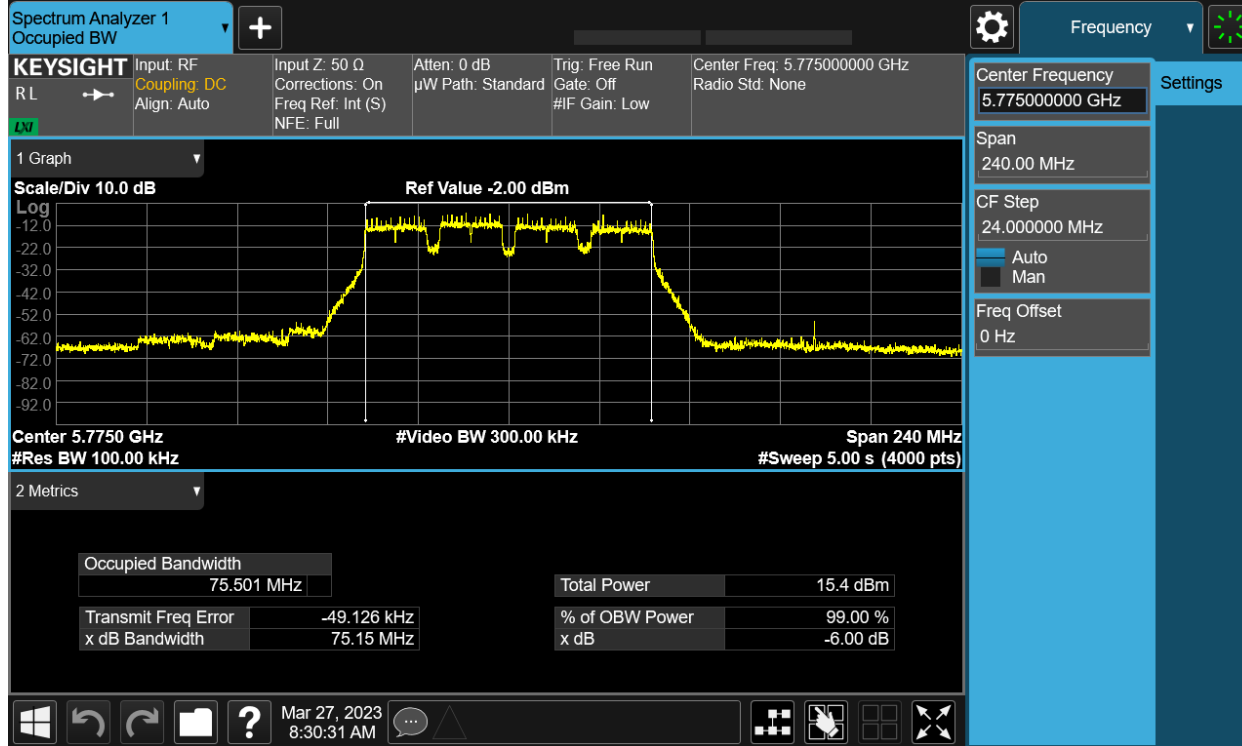 Spectrum Analyzer 1
Occupied BW
Frequency
KEYSIGHT
R L
LXI
Input: RF
Coupling: DC
Align: Auto
Input Z: 50 Ω
Corrections: On
Freq Ref: Int (S)
NFE: Full
Atten: 0 dB
µW Path: Standard
Trig: Free Run
Gate: Off
#IF Gain: Low
Center Freq: 5.775000000 GHz
Radio Std: None
1 Graph
Scale/Div 10.0 dB
Ref Value -2.00 dBm
Log
-12.0
-22.0
-32.0
-42.0
-52.0
-62.0
-72.0
-82.0
-92.0
Center 5.7750 GHz
#Video BW 300.00 kHz
Span 240 MHz
#Res BW 100.00 kHz
#Sweep 5.00 s (4000 pts)
2 Metrics
Occupied Bandwidth
75.501 MHz
Total Power 15.4 dBm
Transmit Freq Error -49.126 kHz
% of OBW Power 99.00 %
x dB Bandwidth 75.15 MHz
x dB -6.00 dB
Mar 27, 2023
8:30:31 AM
Center Frequency
5.775000000 GHz
Settings
Span
240.00 MHz
CF Step
24.000000 MHz
Auto
Man
Freq Offset
0 Hz